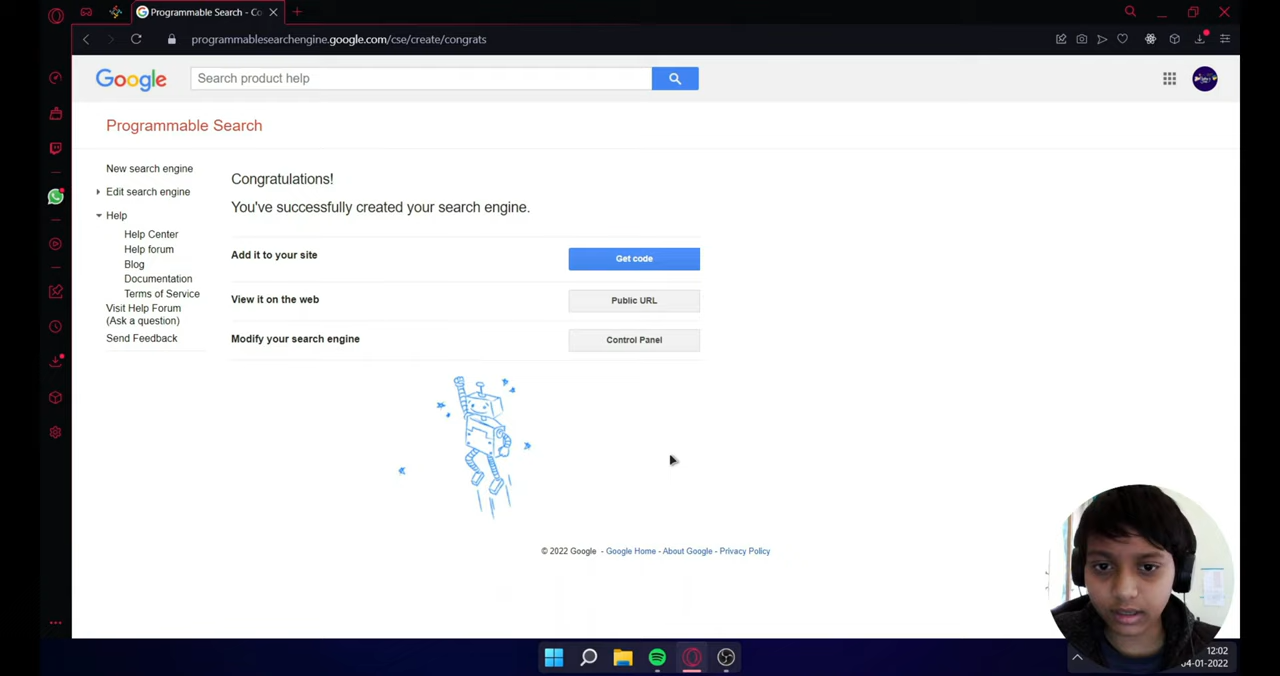 Programmable Search - Co
programmablesearchengine.google.com/cse/create/congrats
Google
Search product help
Programmable Search
New search engine
Edit search engine
Help
Help Center
Help forum
Blog
Documentation
Terms of Service
Visit Help Forum
(Ask a question)
Send Feedback
Congratulations!
You've successfully created your search engine.
Add it to your site
Get code
View it on the web
Public URL
Modify your search engine
Control Panel
© 2022 Google - Google Home - About Google - Privacy Policy
12:02
04-01-2022